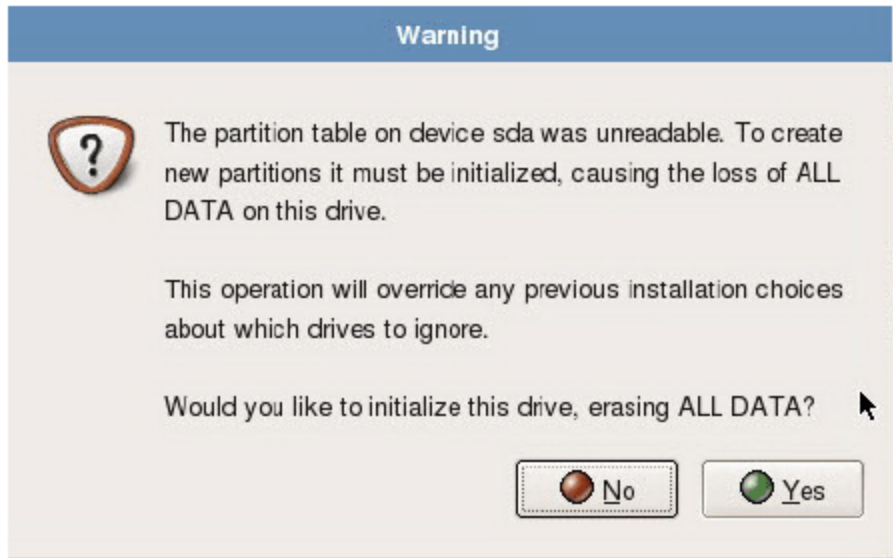 Warning
The partition table on device sda was unreadable. To create
new partitions it must be initialized, causing the loss of ALL
DATA on this drive.
This operation will override any previous installation choices
about which drives to ignore.
Would you like to initialize this drive, erasing ALL DATA?
No
Yes